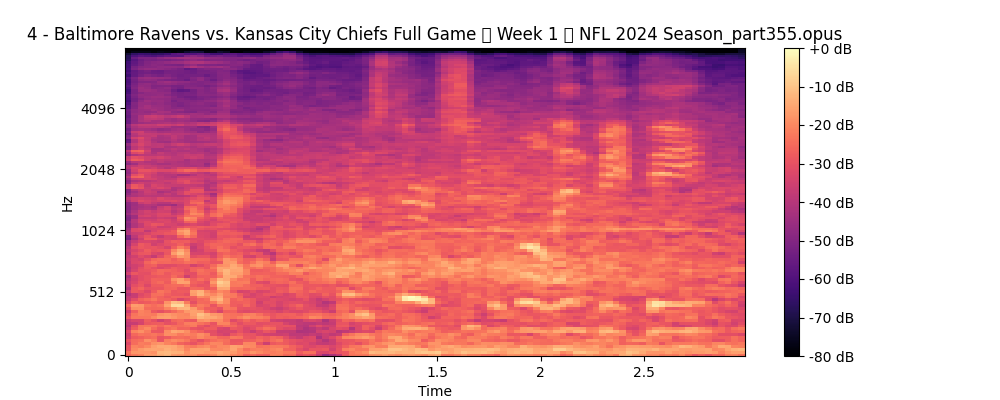 4 - Baltimore Ravens vs. Kansas City Chiefs Full Game ▯ Week 1 ▯ NFL 2024 Season_part355.opus
+0 dB
-10 dB
-20 dB
-30 dB
-40 dB
-50 dB
-60 dB
-70 dB
-80 dB
4096
2048
1024
512
0
Hz
0
0.5
1
1.5
2
2.5
Time